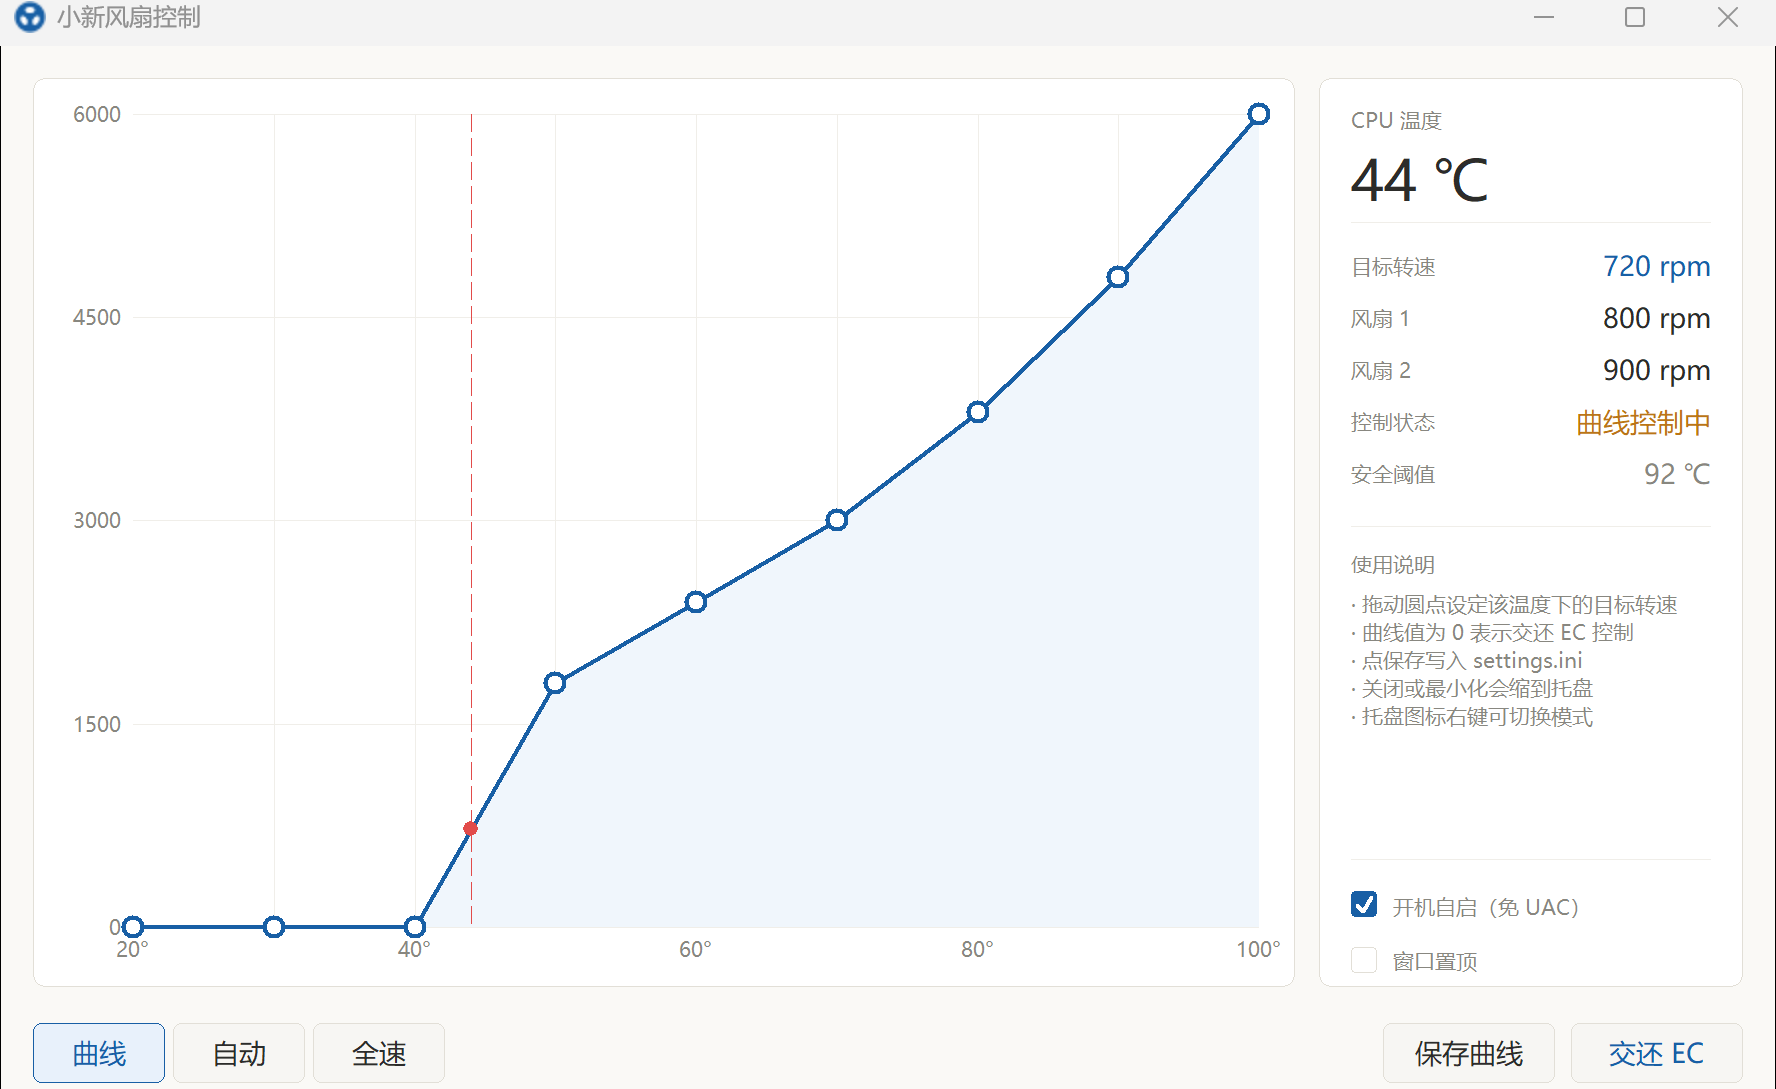 小新风扇控制
6000
4500
3000
1500
0
20°
40°
60°
80°
100°
CPU 温度
44 ℃
目标转速 720 rpm
风扇 1 800 rpm
风扇 2 900 rpm
控制状态 曲线控制中
安全阈值 92 ℃
使用说明
· 拖动圆点设定该温度下的目标转速
· 曲线值为 0 表示交还 EC 控制
· 点保存写入 settings.ini
· 关闭或最小化会缩到托盘
· 托盘图标右键可切换模式
开机自启（免 UAC）
窗口置顶
曲线 自动 全速 保存曲线 交还 EC